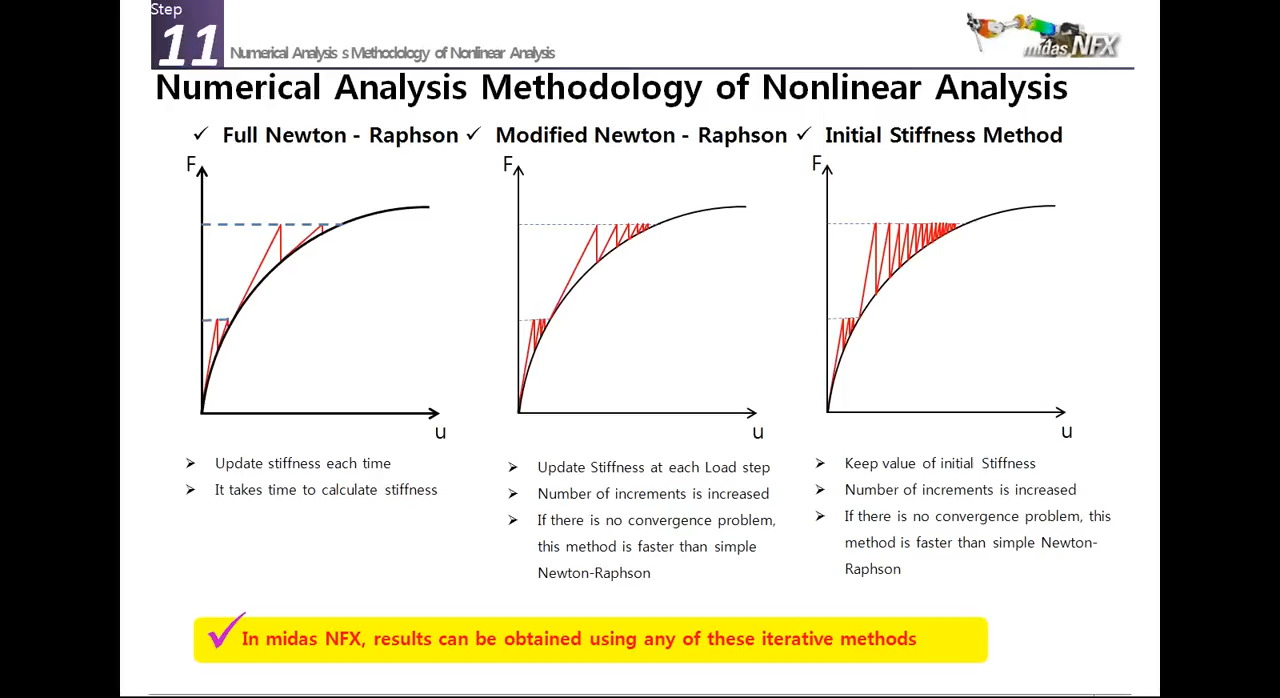 Step
11
Numerical Analysis s Methodology of Nonlinear Analysis
midas NFX
Numerical Analysis Methodology of Nonlinear Analysis
✓ Full Newton - Raphson
F
u
➢ Update stiffness each time
➢ It takes time to calculate stiffness
✓ Modified Newton - Raphson
F
u
➢ Update Stiffness at each Load step
➢ Number of increments is increased
➢ If there is no convergence problem,
this method is faster than simple
Newton-Raphson
✓ Initial Stiffness Method
F
u
➢ Keep value of initial Stiffness
➢ Number of increments is increased
➢ If there is no convergence problem, this
method is faster than simple Newton-
Raphson
In midas NFX, results can be obtained using any of these iterative methods